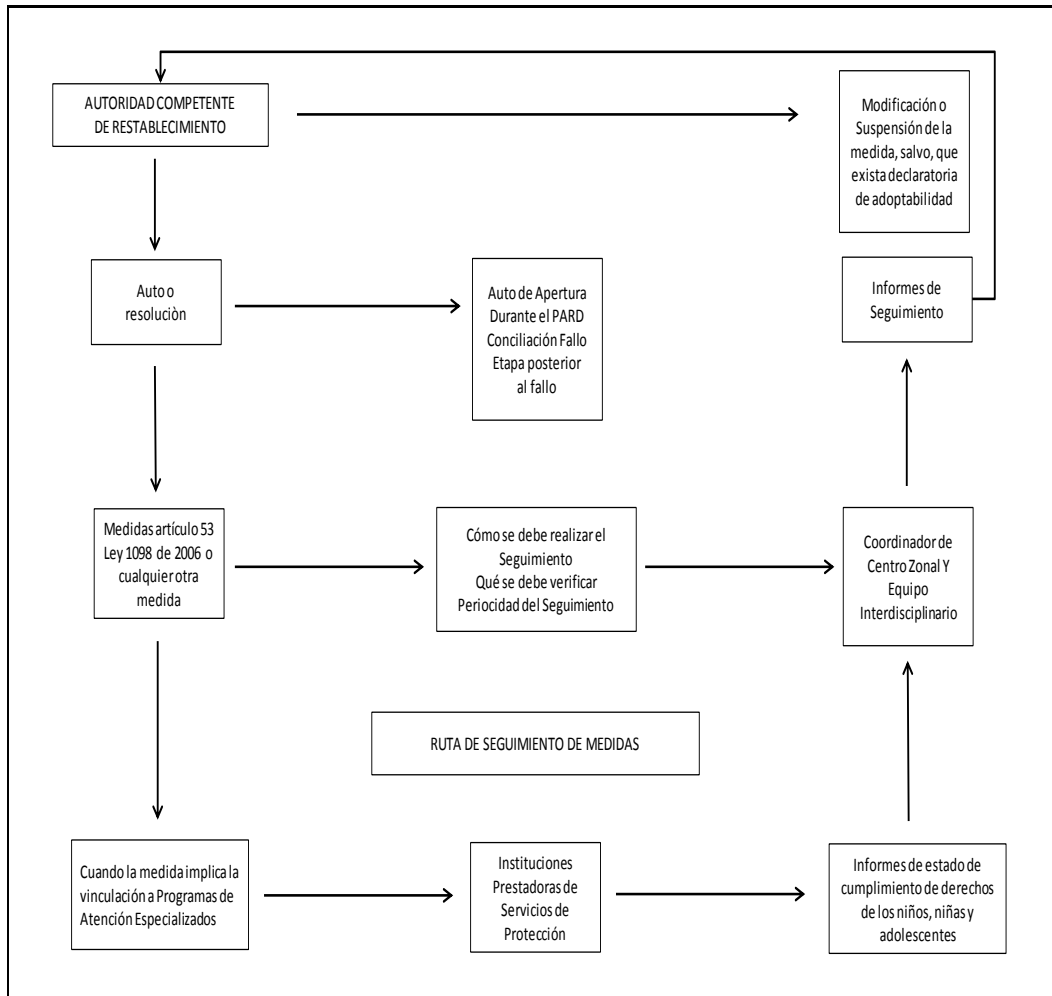 AUTORIDAD COMPETENTE
DE RESTABLECIMIENTO
Modificación o
Suspensión de la
medida, salvo, que
exista declaratoria
de adoptabilidad
Auto o
resoluciòn
Auto de Apertura
Durante el PARD
Conciliación Fallo
Etapa posterior
al fallo
Informes de
Seguimiento
Medidas artículo 53
Ley 1098 de 2006 o
cualquier otra
medida
Cómo se debe realizar el
Seguimiento
Qué se debe verificar
Periocidad del Seguimiento
Coordinador de
Centro Zonal Y
Equipo
Interdisciplinario
RUTA DE SEGUIMIENTO DE MEDIDAS
Cuando la medida implica la
vinculación a Programas de
Atención Especializados
Instituciones
Prestadoras de
Servicios de
Protección
Informes de estado de
cumplimiento de derechos
de los niños, niñas y
adolescentes